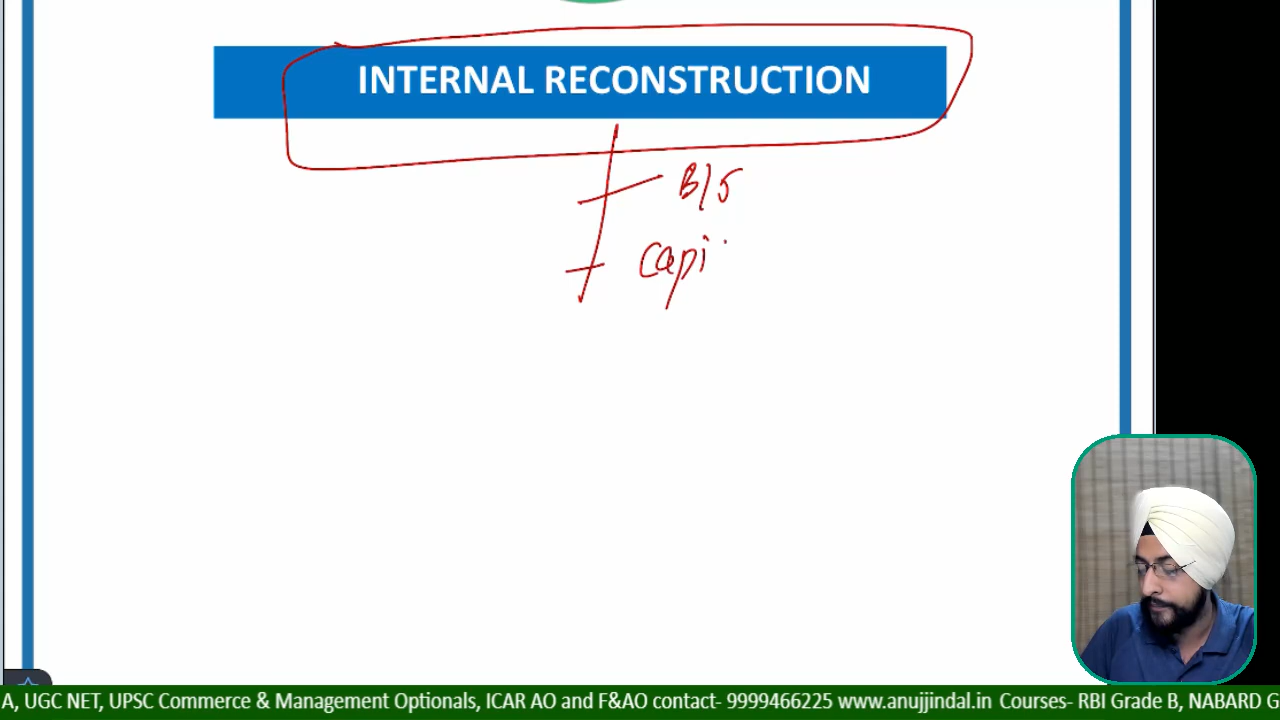 INTERNAL RECONSTRUCTION
B/S
Capi
A, UGC NET, UPSC Commerce & Management Optionals, ICAR AO and F&AO contact- 9999466225 www.anujjindal.in Courses- RBI Grade B, NABARD G